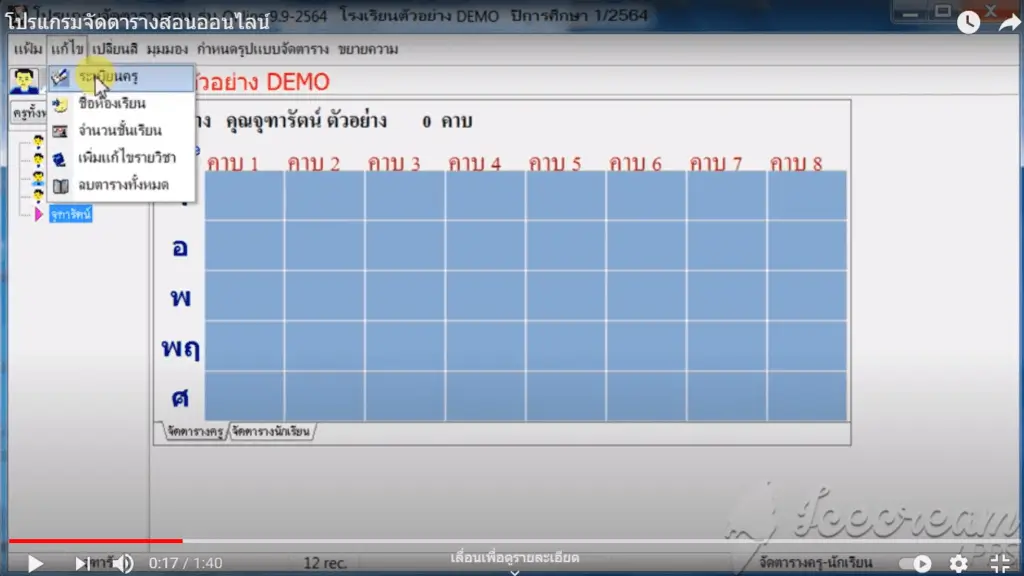 โปรแกรมจัดตารางสอนออนไลน์
9.9-2564 โรงเรียนตัวอย่าง DEMO ปีการศึกษา 1/2564
แฟ้ม แก้ไข เปลี่ยนสี มุมมอง กำหนดรูปแบบจัดตาราง ขยายความ
ระเบียนครู
ตัวอย่าง DEMO
ชื่อห้องเรียน
ครูทั้งห
คุณจุฑารัตน์ ตัวอย่าง 0 คาบ
จำนวนชั้นเรียน
เพิ่มแก้ไขรายวิชา
คาบ 1 คาบ 2 คาบ 3 คาบ 4 คาบ 5 คาบ 6 คาบ 7 คาบ 8
ลบตารางทั้งหมด
จุฑารัตน์
อ
พ
พฤ
ศ
จัดตารางครู จัดตารางนักเรียน
Icecream
APPS
0:17 / 1:40
12 rec.
เลื่อนเพื่อดูรายละเอียด
จัดตารางครู-นักเรียน